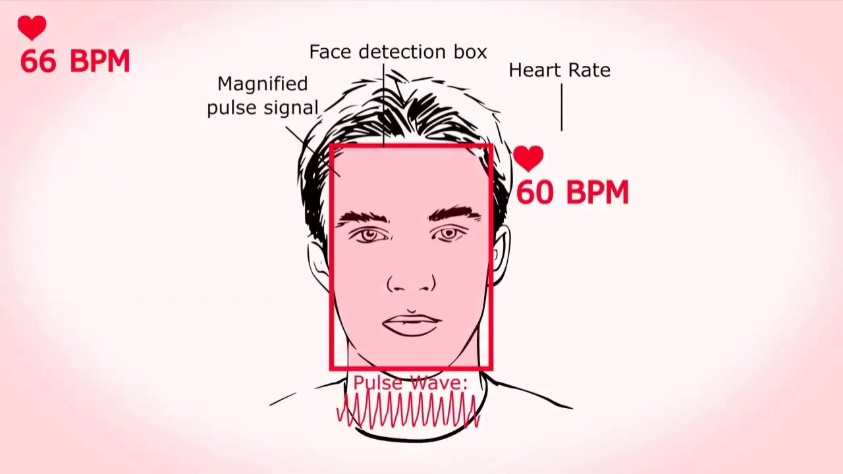 66 BPM
Face detection box
Heart Rate
Magnified
pulse signal
60 BPM
Pulse Wave: